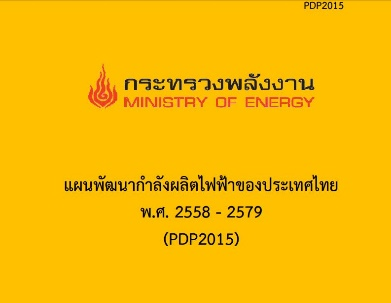 PDP2015
กระทรวงพลังงาน
MINISTRY OF ENERGY
แผนพัฒนากำลังผลิตไฟฟ้าของประเทศไทย
พ.ศ. 2558 - 2579
(PDP2015)